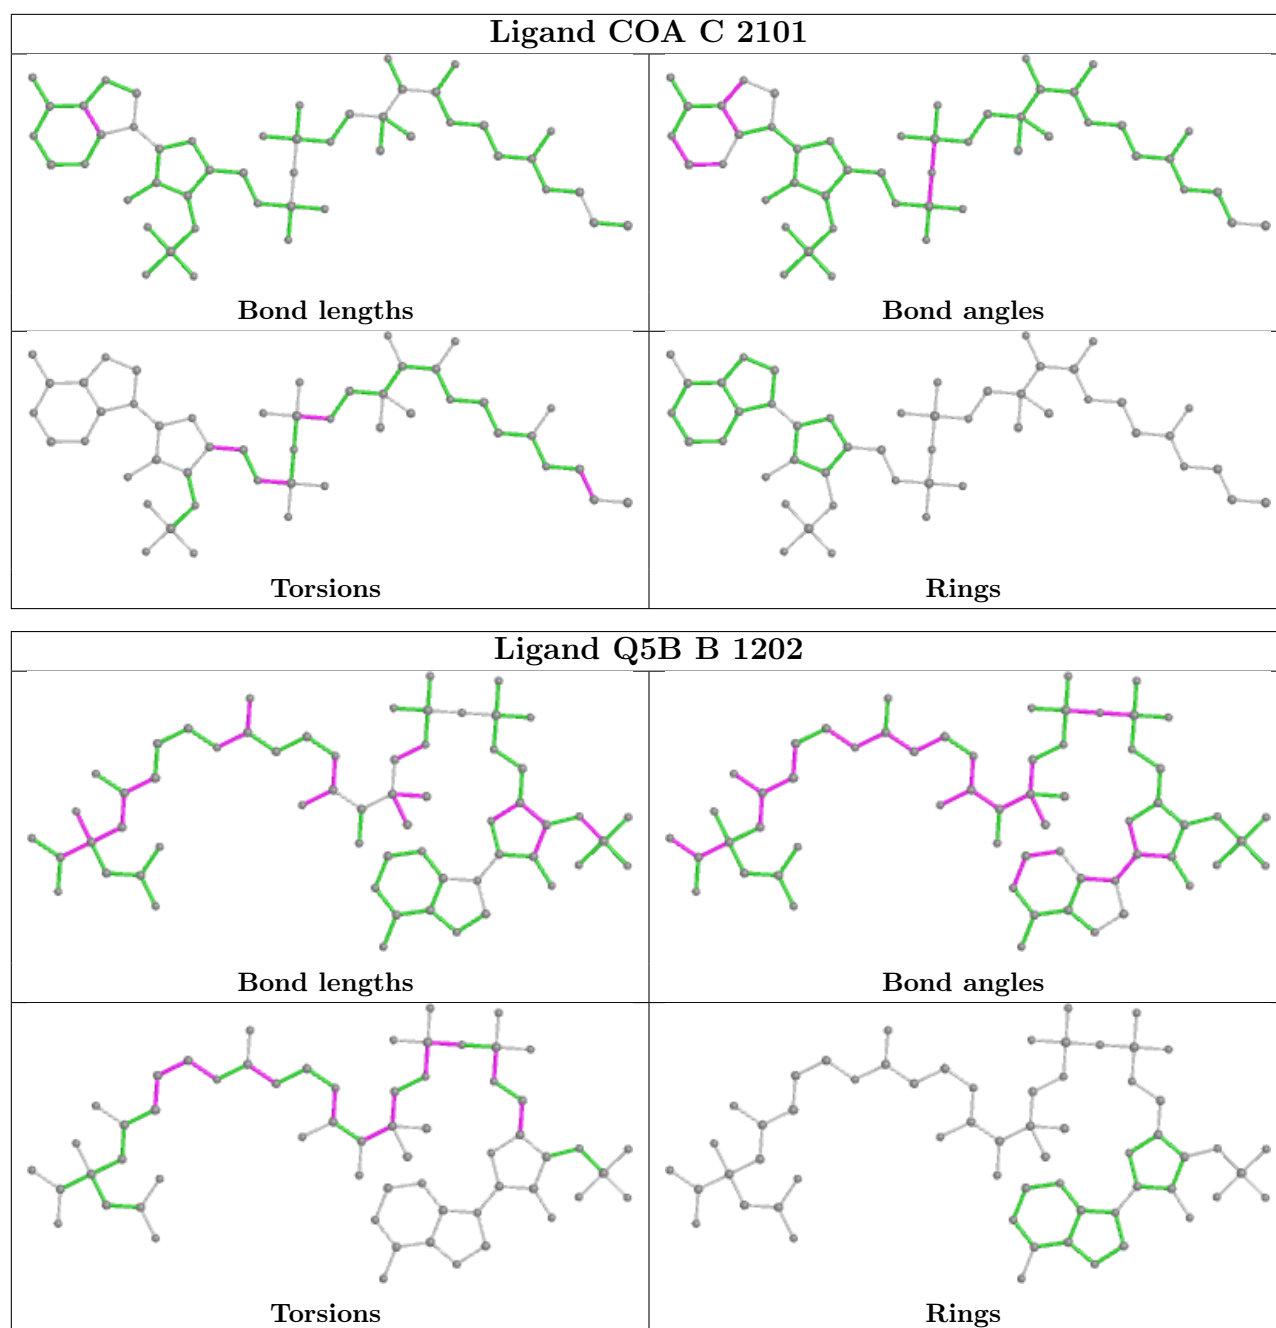 Ligand COA C 2101
Bond lengths
Bond angles
Torsions
Rings
Ligand Q5B B 1202
Bond lengths
Bond angles
Torsions
Rings